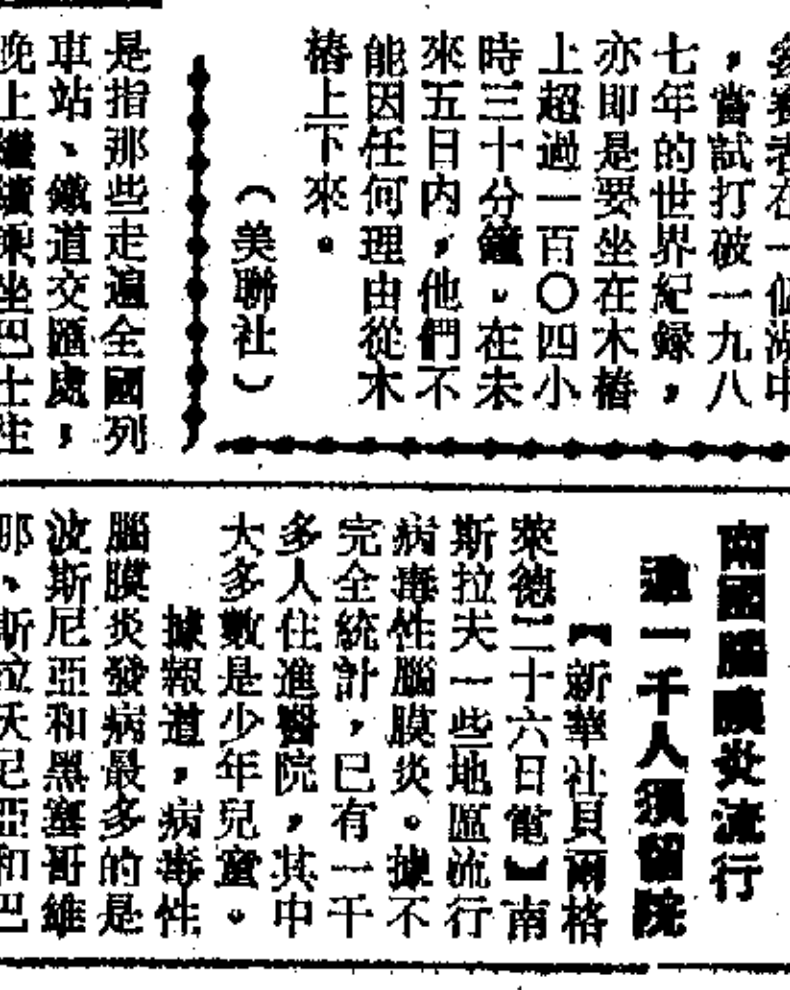 ，嘗試打破一九八
七年的世界紀録，
亦即是要坐在木樁
上超過一百〇四小
時三十分鐘。在未
來五日内，他們不
能因任何理由從木
樁上下來。
（美聯社）
是指那些走遍全國列
車站、鐵道交匯處，
晚上繼續乘坐巴士往
南國腦膜炎流行
逾一千人須留院
【新華社貝爾格
萊德二十六日電】南
斯拉夫一些地區流行
病毒性腦膜炎。據不
完全統計，已有一千
多人住進醫院，其中
大多數是少年兒童。
據報道，病毒性
腦膜炎發病最多的是
波斯尼亞和黑塞哥維
那、斯拉沃尼亞和巴